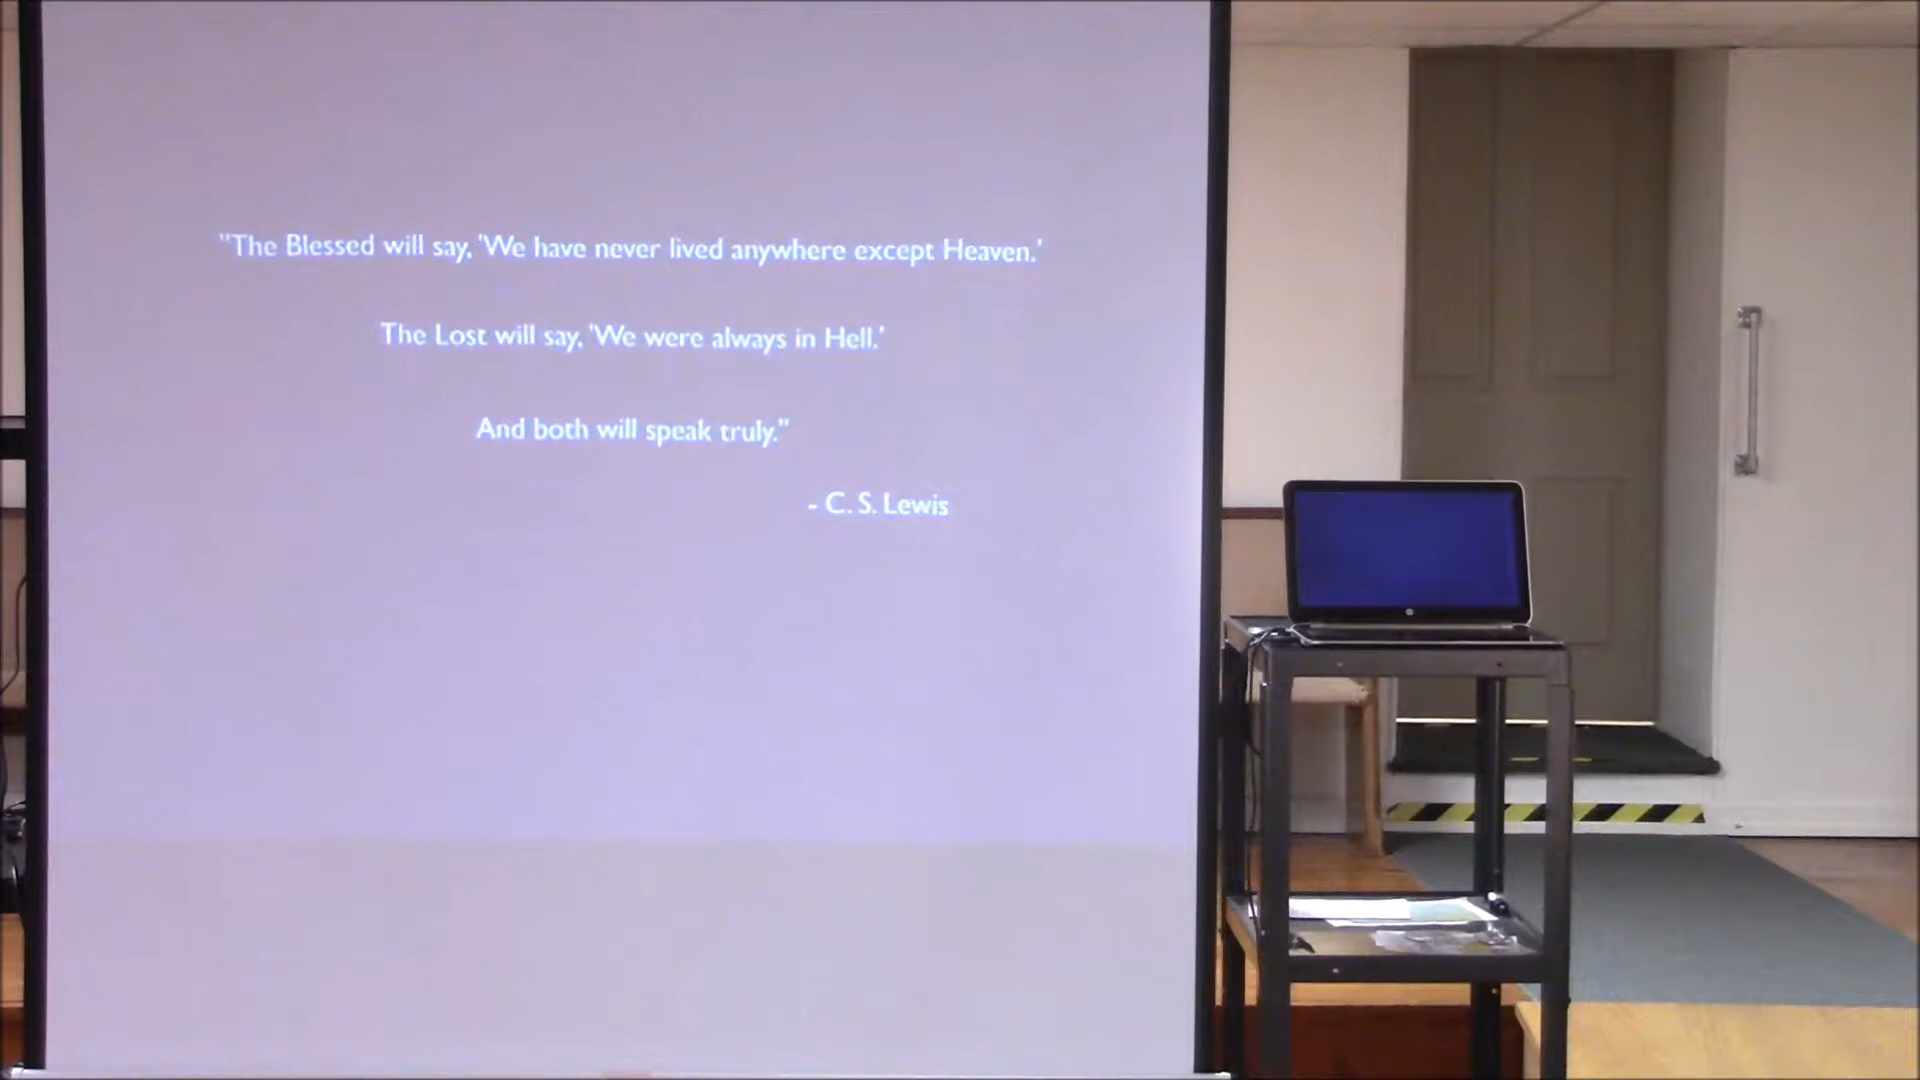 "The Blessed will say, 'We have never lived anywhere except Heaven.'
The Lost will say, 'We were always in Hell.'
And both will speak truly."
- C. S. Lewis